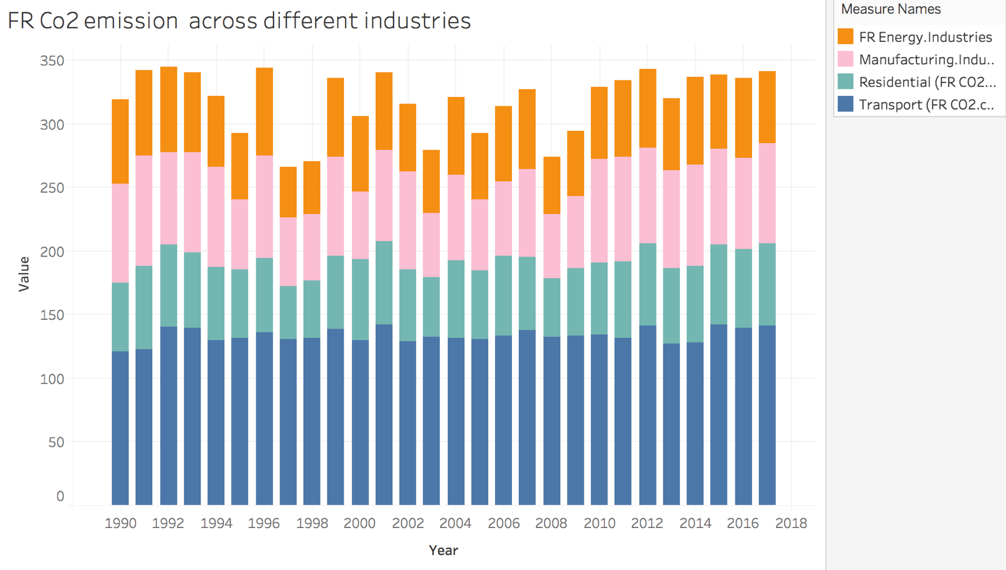 FR Co2 emission across different industries
Measure Names
FR Energy.Industries
Manufacturing.Indu..
Residential (FR CO2...
Transport (FR CO2.c..
350
300
250
200
150
100
50
0
Value
1990 1992 1994 1996 1998 2000 2002 2004 2006 2008 2010 2012 2014 2016 2018
Year